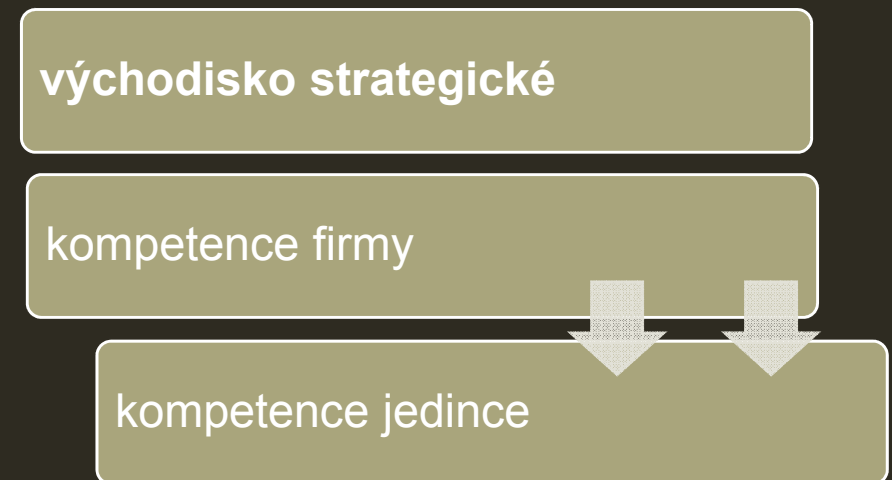 východisko strategické
kompetence firmy
kompetence jedince